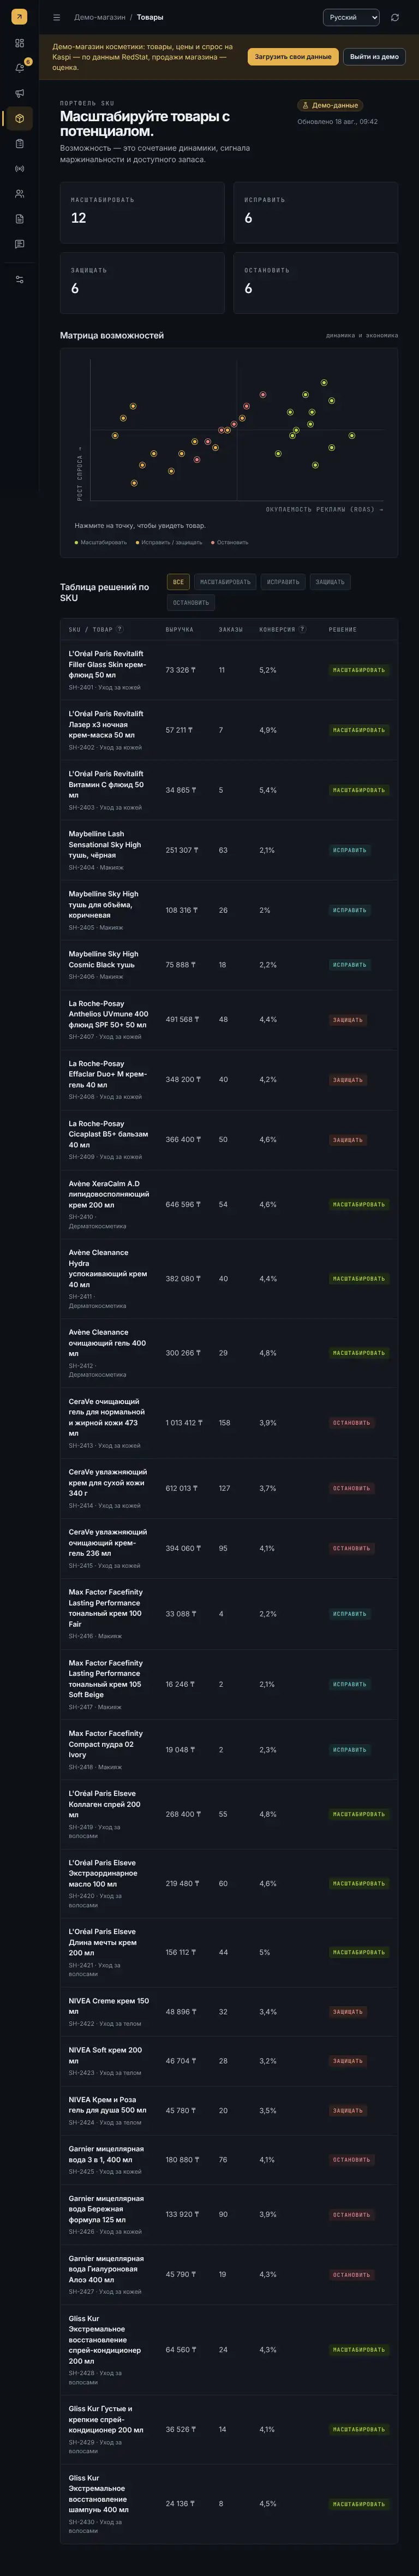 Демо-магазин / Товары
Русский
8
Демо-магазин косметики: товары, цены и спрос на
Kaspi — по данным RedStat, продажи магазина —
оценка.
Загрузить свои данные
Выйти из демо
ПОРТФЕЛЬ SKU
Масштабируйте товары с
потенциалом.
Возможность — это сочетание динамики, сигнала
маржинальности и доступного запаса.
Демо-данные
Обновлено 18 авг., 09:42
МАСШТАБИРОВАТЬ
12
ИСПРАВИТЬ
6
ЗАЩИЩАТЬ
6
ОСТАНОВИТЬ
6
Матрица возможностей
динамика и экономика
РОСТ СПРОСА →
ОКУПАЕМОСТЬ РЕКЛАМЫ (ROAS) →
Нажмите на точку, чтобы увидеть товар.
Масштабировать
Исправить / защищать
Остановить
Таблица решений по
SKU
ВСЕ
МАСШТАБИРОВАТЬ
ИСПРАВИТЬ
ЗАЩИЩАТЬ
ОСТАНОВИТЬ
SKU / ТОВАР ? ВЫРУЧКА ЗАКАЗЫ КОНВЕРСИЯ ? РЕШЕНИЕ
L'Oréal Paris Revitalift
Filler Glass Skin крем-
флюид 50 мл
SH-2401 · Уход за кожей
73 326 ₸ 11 5,2% МАСШТАБИРОВАТЬ
L'Oréal Paris Revitalift
Лазер x3 ночная
крем-маска 50 мл
SH-2402 · Уход за кожей
57 211 ₸ 7 4,9% МАСШТАБИРОВАТЬ
L'Oréal Paris Revitalift
Витамин С флюид 50
мл
SH-2403 · Уход за кожей
34 865 ₸ 5 5,4% МАСШТАБИРОВАТЬ
Maybelline Lash
Sensational Sky High
тушь, чёрная
SH-2404 · Макияж
251 307 ₸ 63 2,1% ИСПРАВИТЬ
Maybelline Sky High
тушь для объёма,
коричневая
SH-2405 · Макияж
108 316 ₸ 26 2% ИСПРАВИТЬ
Maybelline Sky High
Cosmic Black тушь
SH-2406 · Макияж
75 888 ₸ 18 2,2% ИСПРАВИТЬ
La Roche-Posay
Anthelios UVmune 400
флюид SPF 50+ 50 мл
SH-2407 · Уход за кожей
491 568 ₸ 48 4,4% ЗАЩИЩАТЬ
La Roche-Posay
Effaclar Duo+ M крем-
гель 40 мл
SH-2408 · Уход за кожей
348 200 ₸ 40 4,2% ЗАЩИЩАТЬ
La Roche-Posay
Cicaplast B5+ бальзам
40 мл
SH-2409 · Уход за кожей
366 400 ₸ 50 4,6% ЗАЩИЩАТЬ
Avène XeraCalm A.D
липидовосполняющий
крем 200 мл
SH-2410 ·
Дерматокосметика
646 596 ₸ 54 4,6% МАСШТАБИРОВАТЬ
Avène Cleanance
Hydra
успокаивающий крем
40 мл
SH-2411 ·
Дерматокосметика
382 080 ₸ 40 4,4% МАСШТАБИРОВАТЬ
Avène Cleanance
очищающий гель 400
мл
SH-2412 ·
Дерматокосметика
300 266 ₸ 29 4,8% МАСШТАБИРОВАТЬ
CeraVe очищающий
гель для нормальной
и жирной кожи 473
мл
SH-2413 · Уход за кожей
1 013 412 ₸ 158 3,9% ОСТАНОВИТЬ
CeraVe увлажняющий
крем для сухой кожи
340 г
SH-2414 · Уход за кожей
612 013 ₸ 127 3,7% ОСТАНОВИТЬ
CeraVe увлажняющий
очищающий крем-
гель 236 мл
SH-2415 · Уход за кожей
394 060 ₸ 95 4,1% ОСТАНОВИТЬ
Max Factor Facefinity
Lasting Performance
тональный крем 100
Fair
SH-2416 · Макияж
33 088 ₸ 4 2,2% ИСПРАВИТЬ
Max Factor Facefinity
Lasting Performance
тональный крем 105
Soft Beige
SH-2417 · Макияж
16 246 ₸ 2 2,1% ИСПРАВИТЬ
Max Factor Facefinity
Compact пудра 02
Ivory
SH-2418 · Макияж
19 048 ₸ 2 2,3% ИСПРАВИТЬ
L'Oréal Paris Elseve
Коллаген спрей 200
мл
SH-2419 · Уход за
волосами
268 400 ₸ 55 4,8% МАСШТАБИРОВАТЬ
L'Oréal Paris Elseve
Экстраординарное
масло 100 мл
SH-2420 · Уход за
волосами
219 480 ₸ 60 4,6% МАСШТАБИРОВАТЬ
L'Oréal Paris Elseve
Длина мечты крем
200 мл
SH-2421 · Уход за
волосами
156 112 ₸ 44 5% МАСШТАБИРОВАТЬ
NIVEA Creme крем 150
мл
SH-2422 · Уход за телом
48 896 ₸ 32 3,4% ЗАЩИЩАТЬ
NIVEA Soft крем 200
мл
SH-2423 · Уход за телом
46 704 ₸ 28 3,2% ЗАЩИЩАТЬ
NIVEA Крем и Роза
гель для душа 500 мл
SH-2424 · Уход за телом
45 780 ₸ 20 3,5% ЗАЩИЩАТЬ
Garnier мицеллярная
вода 3 в 1, 400 мл
SH-2425 · Уход за кожей
180 880 ₸ 76 4,1% ОСТАНОВИТЬ
Garnier мицеллярная
вода Бережная
формула 125 мл
SH-2426 · Уход за кожей
133 920 ₸ 90 3,9% ОСТАНОВИТЬ
Garnier мицеллярная
вода Гиалуроновая
Алоэ 400 мл
SH-2427 · Уход за кожей
45 790 ₸ 19 4,3% ОСТАНОВИТЬ
Gliss Kur
Экстремальное
восстановление
спрей-кондиционер
200 мл
SH-2428 · Уход за
волосами
64 560 ₸ 24 4,3% МАСШТАБИРОВАТЬ
Gliss Kur Густые и
крепкие спрей-
кондиционер 200 мл
SH-2429 · Уход за
волосами
36 526 ₸ 14 4,1% МАСШТАБИРОВАТЬ
Gliss Kur
Экстремальное
восстановление
шампунь 400 мл
SH-2430 · Уход за
волосами
24 136 ₸ 8 4,5% МАСШТАБИРОВАТЬ